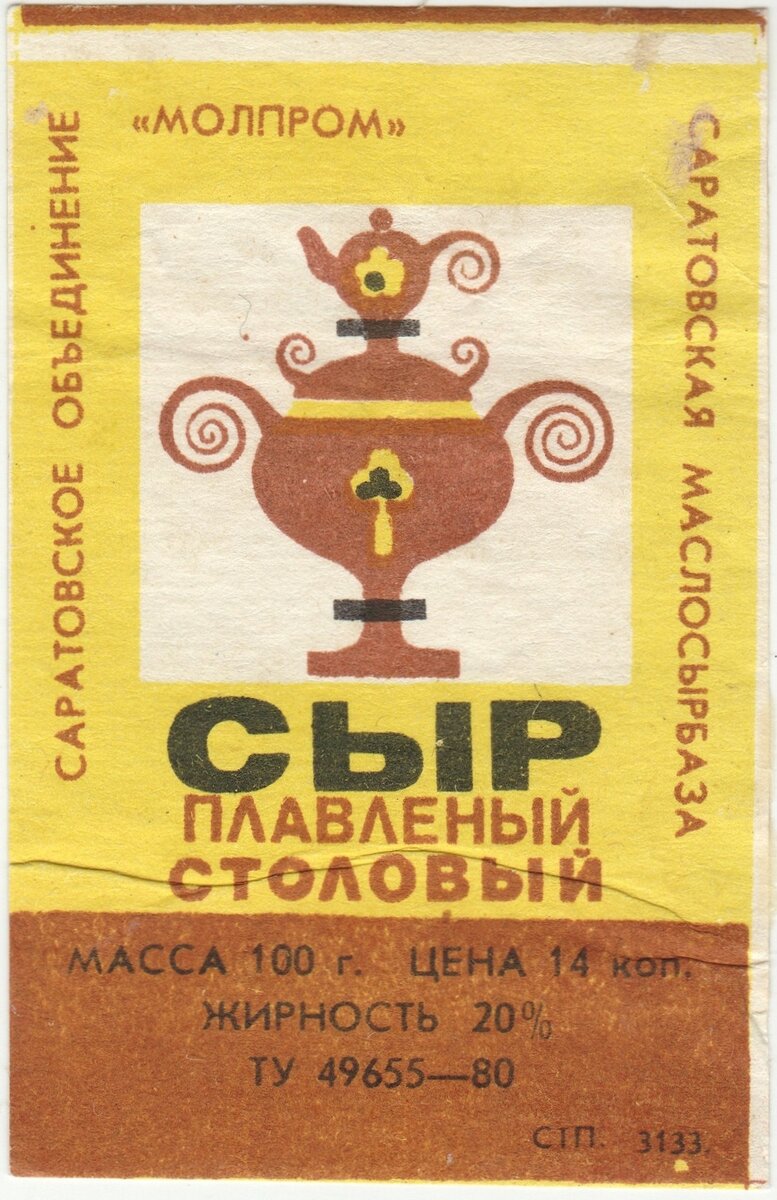 САРАТОВСКОЕ ОБЪЕДИНЕНИЕ
«МОЛПРОМ»
САРАТОВСКАЯ МАСЛОСЫРБАЗА
СЫР
ПЛАВЛЕНЫЙ
СТОЛОВЫЙ
МАССА 100 г. ЦЕНА 14 коп.
ЖИРНОСТЬ 20%
ТУ 49655—80
СТП. 3133.